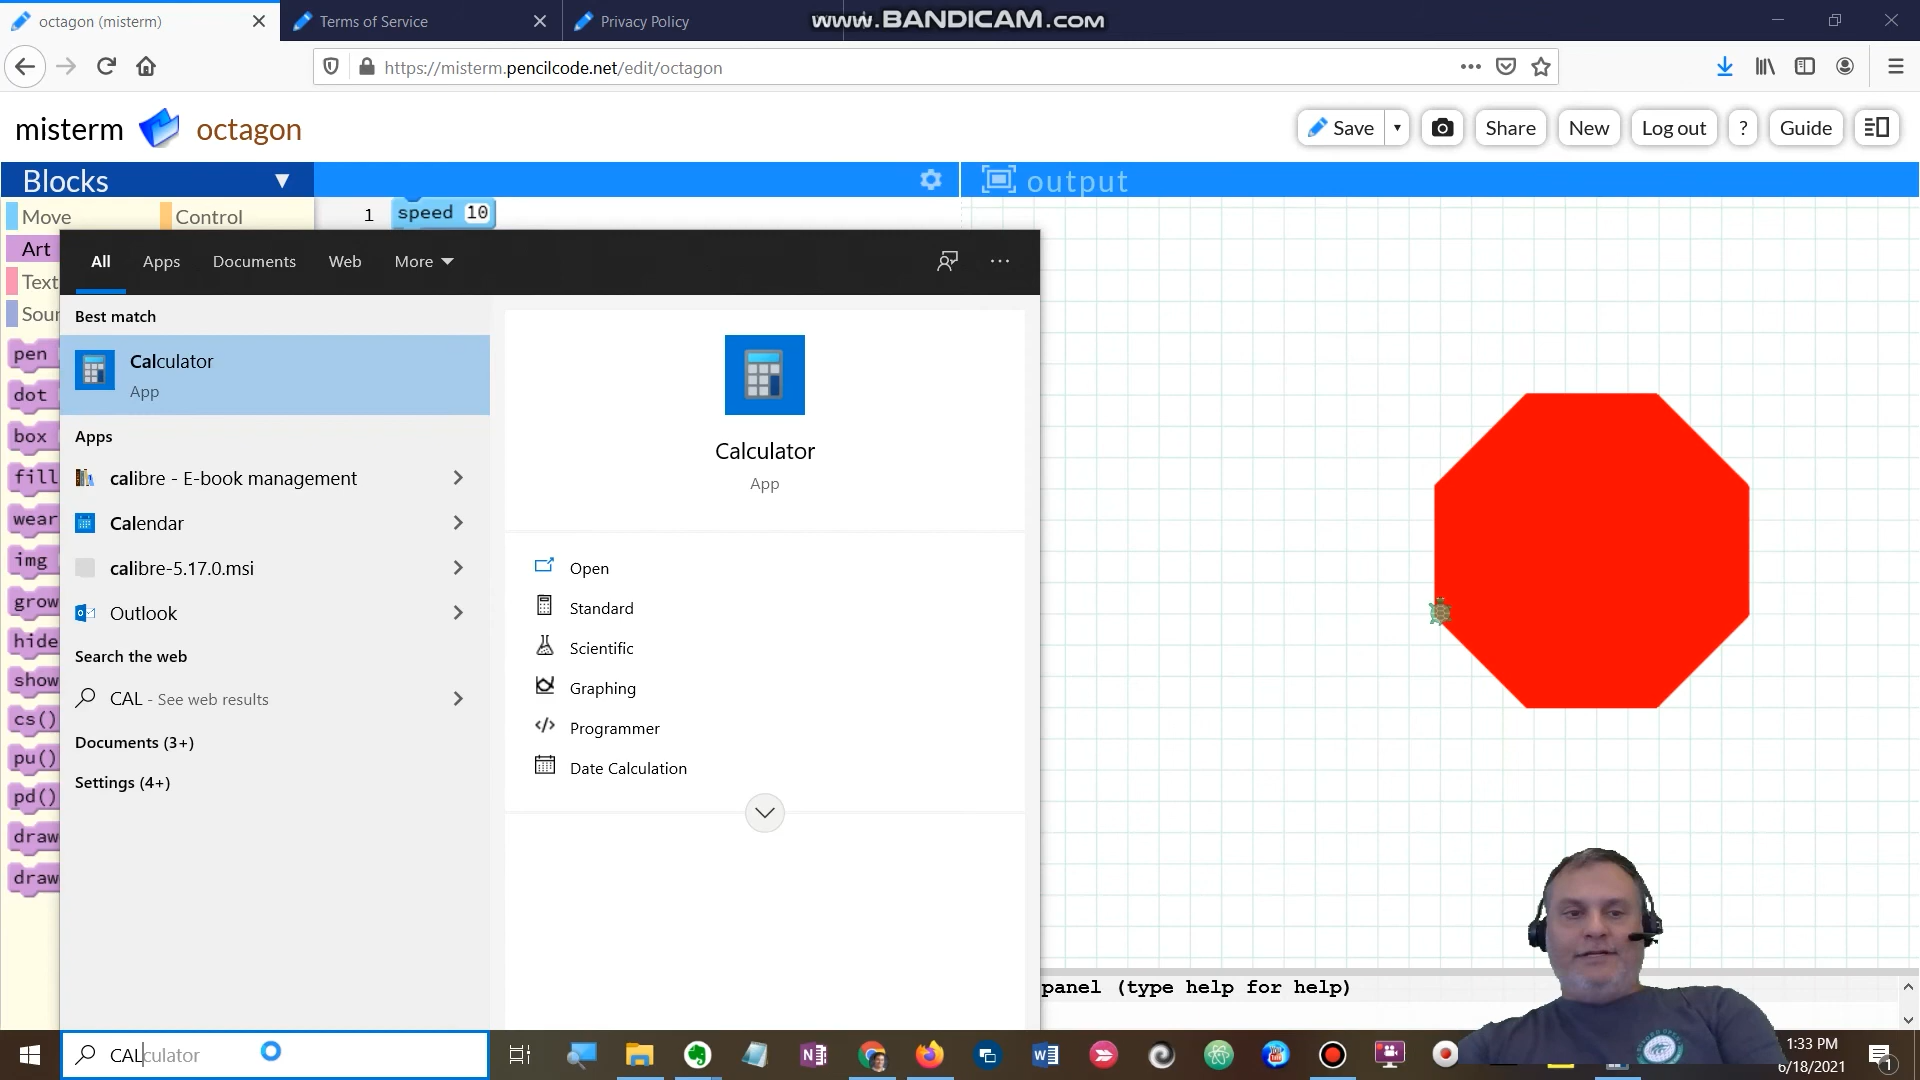 octagon (misterm)
Terms of Service
Privacy Policy
www.BANDICAM.com
https://misterm.pencilcode.net/edit/octagon
misterm octagon
Save
Share
New
Log out
?
Guide
Blocks
output
Move
Control
Art
Text
Sour
1 speed 10
pen
dot
box
fill
wear
img
grow
hide
show
cs()
pu()
pd()
draw
draw
All
Apps
Documents
Web
More
Best match
Calculator
App
Apps
calibre - E-book management
Calendar
calibre-5.17.0.msi
Outlook
Search the web
CAL - See web results
Documents (3+)
Settings (4+)
Calculator
App
Open
Standard
Scientific
Graphing
Programmer
Date Calculation
panel (type help for help)
CALculator
1:33 PM
6/18/2021
1